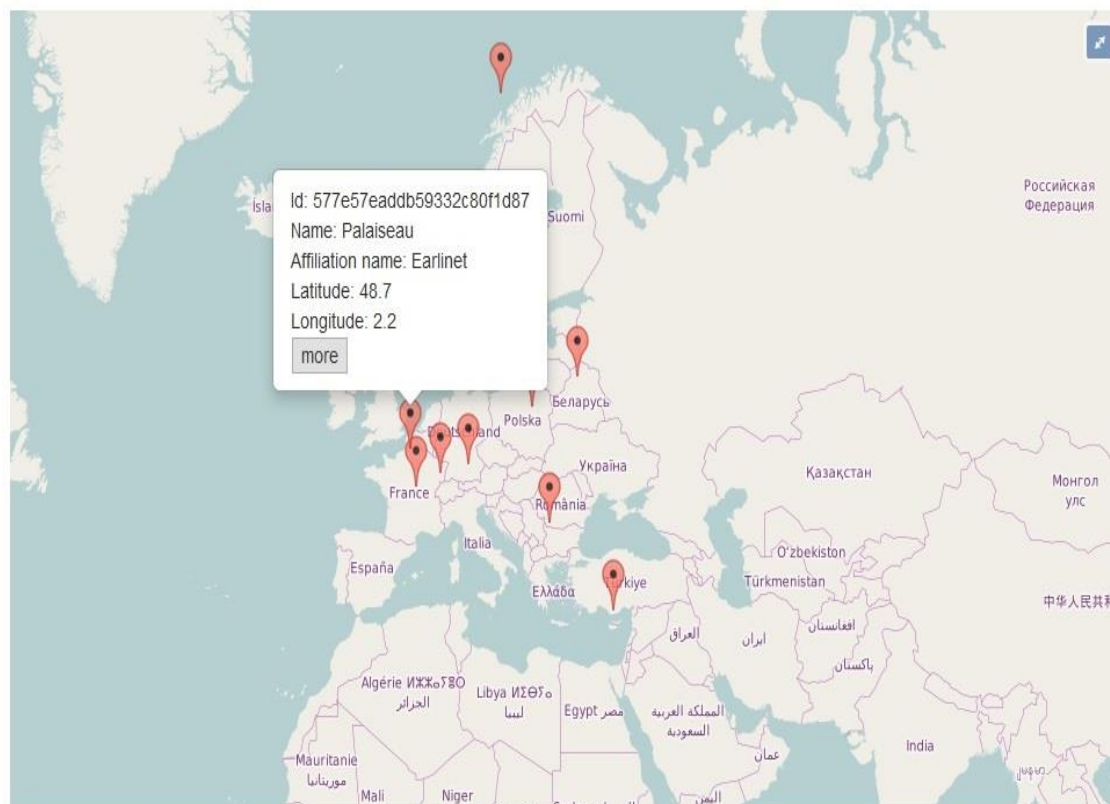 Id: 577e57eaddb59332c80f1d87
Name: Palaiseau
Affiliation name: Earlinet
Latitude: 48.7
Longitude: 2.2
more
Ísla
Suomi
Российская
Федерация
Беларусь
Polska
Україна
Қазақстан
Монгол
улс
France
România
Italia
España
Ελλάδα
O'zbekiston
Türkmenistan
افغانستان
ایران
پاکستان
العراق
Libya
ليبيا
Algérie
الجزائر
Egypt مصر
المملكة العربية
السعودية
عمان
India
Mauritanie
موريتانيا
Mali
Niger